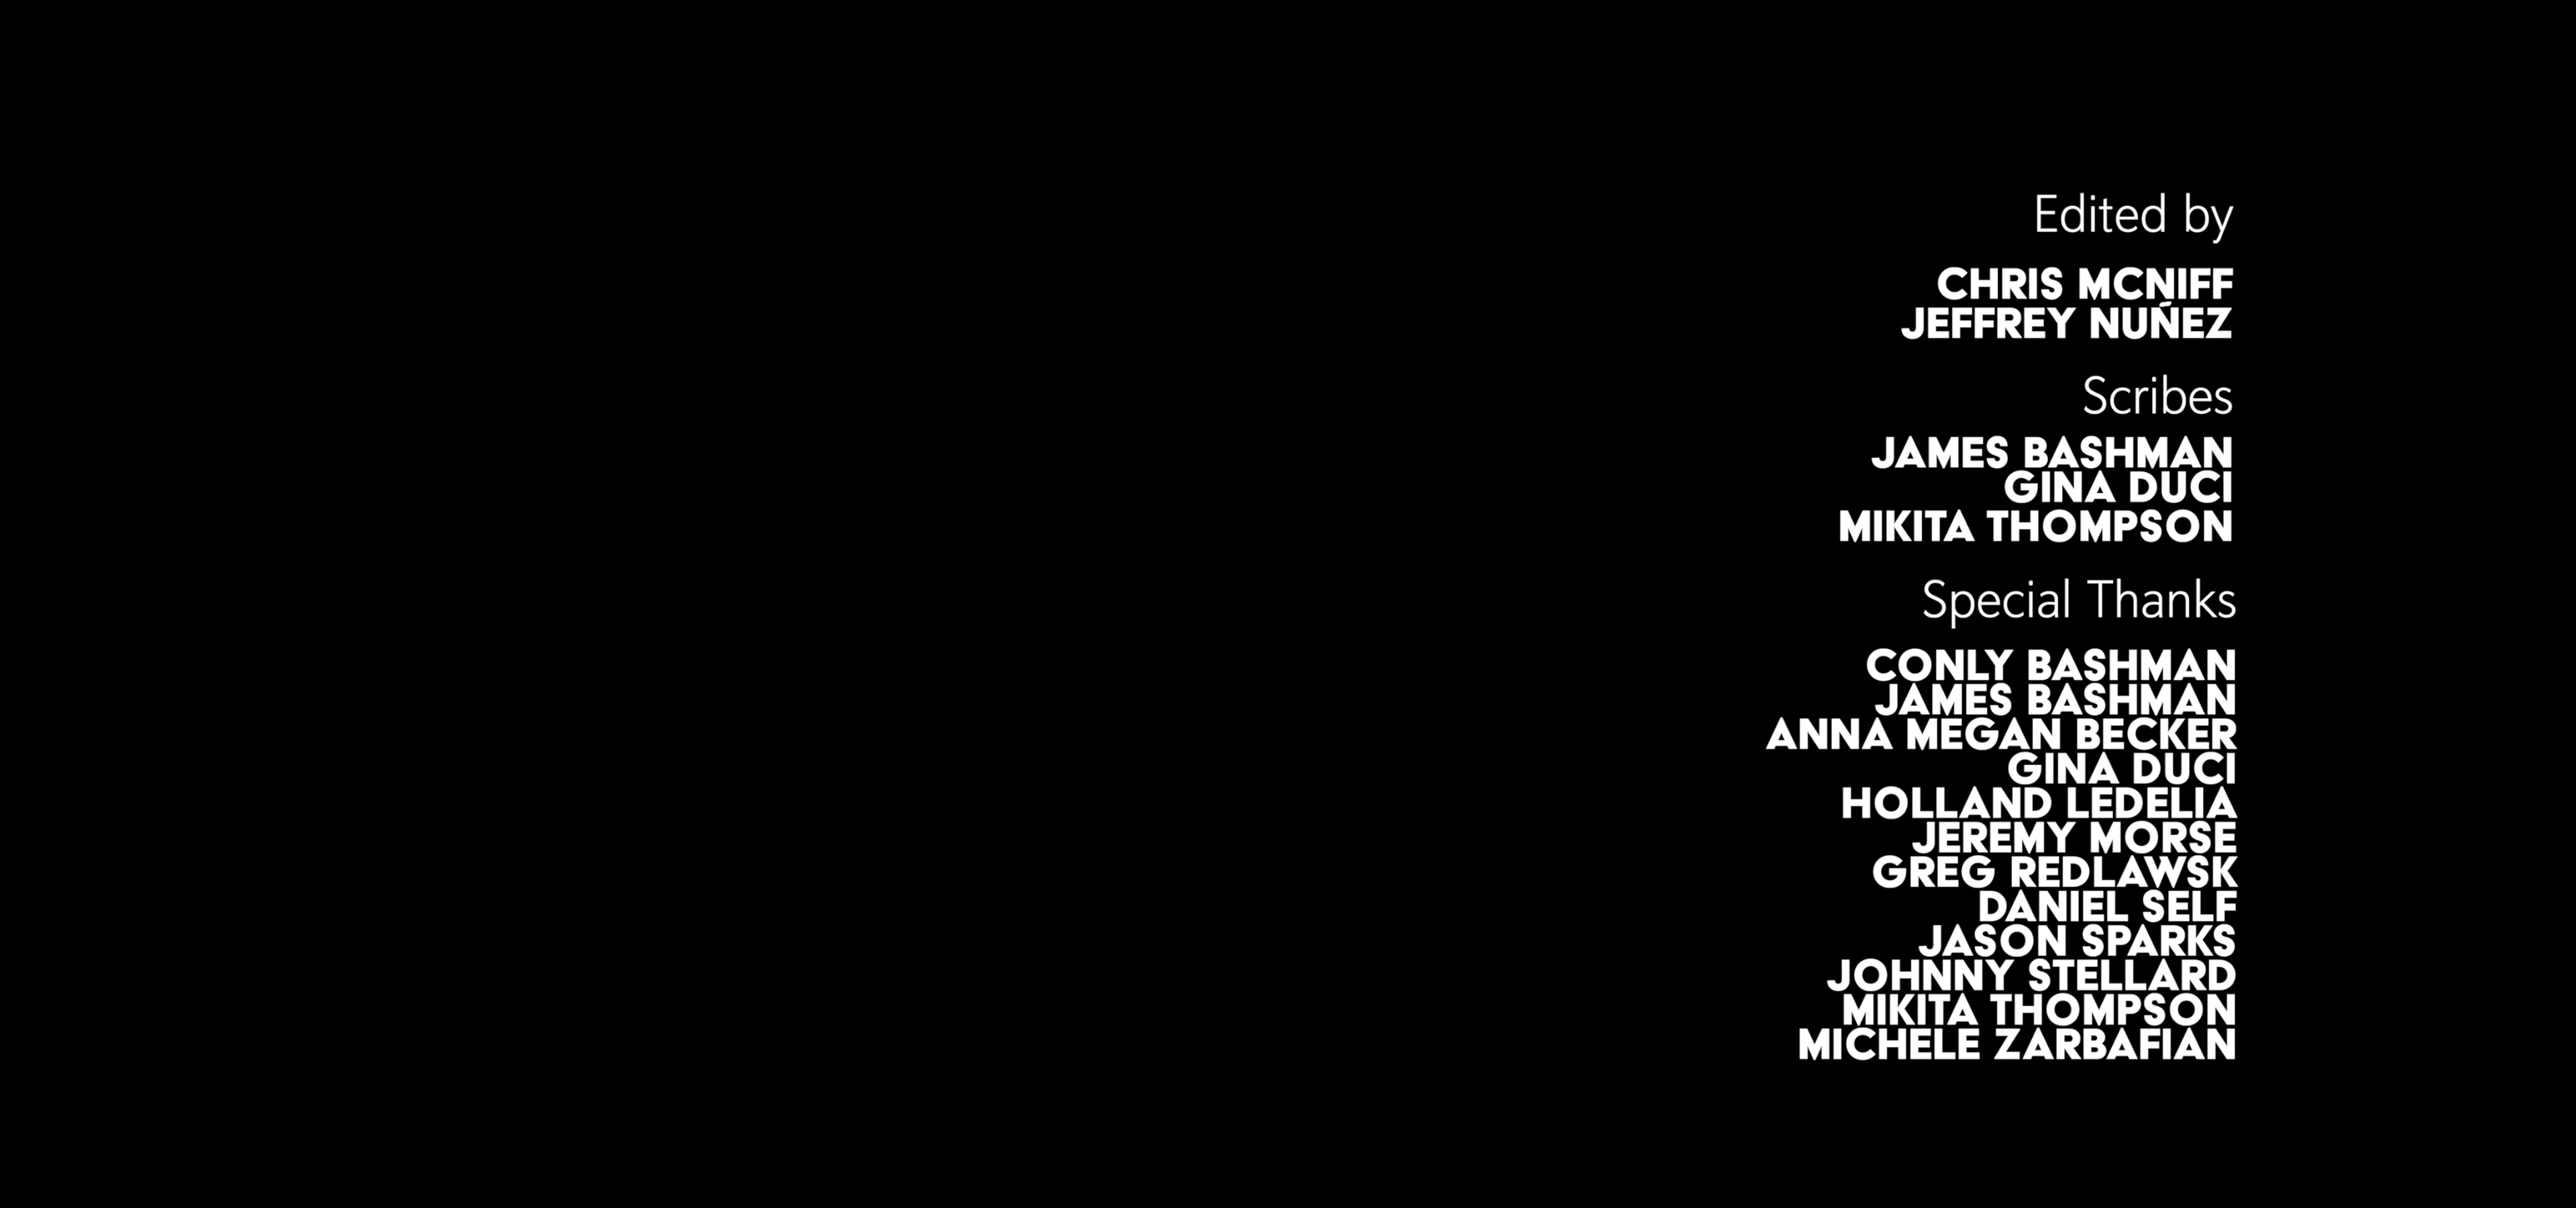 Edited by
CHRIS MCNIFF
JEFFREY NUÑEZ
Scribes
JAMES BASHMAN
GINA DUCI
MIKITA THOMPSON
Special Thanks
CONLY BASHMAN
JAMES BASHMAN
ANNA MEGAN BECKER
GINA DUCI
HOLLAND LEDELIA
JEREMY MORSE
GREG REDLAWSK
DANIEL SELF
JASON SPARKS
JOHNNY STELLARD
MIKITA THOMPSON
MICHELE ZARBAFIAN